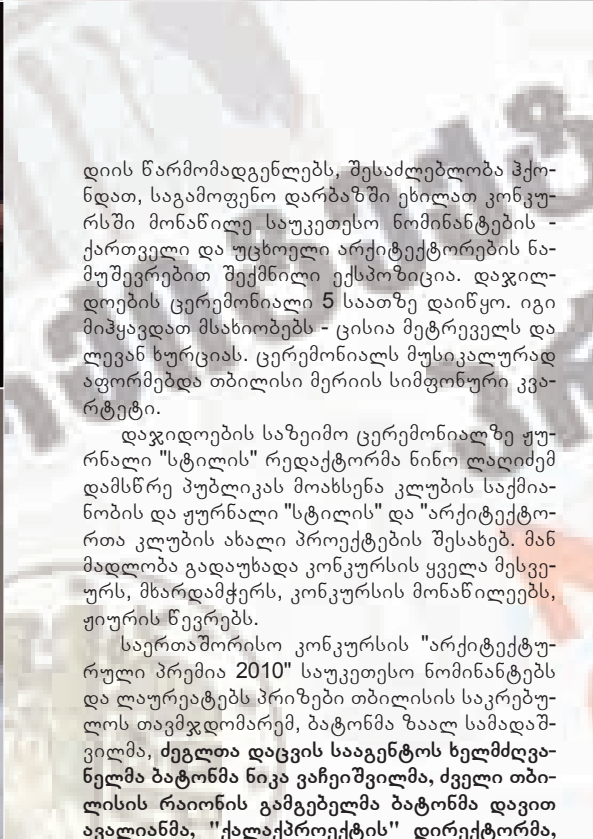 დიის წარმომადგენლებს, შესაძლებლობა ჰქო-
ნდათ, საგამოფენო დარბაზში ეხილათ კონკუ-
რსში მონაწილე საუკეთესო ნომინანტების -
ქართველი და უცხოელი არქიტექტორების ნა-
მუშევრებით შექმნილი ექსპოზიცია. დაჯილ-
დოების ცერემონიალი 5 საათზე დაიწყო. იგი
მიჰყავდათ მსახიობებს - ცისია მეტრეველს და
ლევან ხურციას. ცერემონიალს მუსიკალურად
აფორმებდა თბილისი მერიის სიმფონური კვა-
რტეტი.
დაჯიდოების საზეიმო ცერემონიალზე ჟუ-
რნალი "სტილის" რედაქტორმა ნინო ლაღიძემ
დამსწრე პუბლიკას მოახსენა კლუბის საქმია-
ნობის და ჟურნალი "სტილის" და "არქიტექტო-
რთა კლუბის ახალი პროექტების შესახებ. მან
მადლობა გადაუხადა კონკურსის ყველა მესვე-
ურს, მხარდამჭერს, კონკურსის მონაწილეებს,
ჟიურის წევრებს.
საერთაშორისო კონკურსის "არქიტექტუ-
რული პრემია 2010" საუკეთესო ნომინანტებს
და ლაურეატებს პრიზები თბილისის საკრებუ-
ლოს თავმჯდომარემ, ბატონმა ზაალ სამადაშ-
ვილმა, ძეგლთა დაცვის სააგენტოს ხელმძღვა-
ნელმა ბატონმა ნიკა ვაჩეიშვილმა, ძველი თბი-
ლისის რაიონის გამგებელმა ბატონმა დავით
ავალიანმა, "ქალაქპროექტის" დირექტორმა,